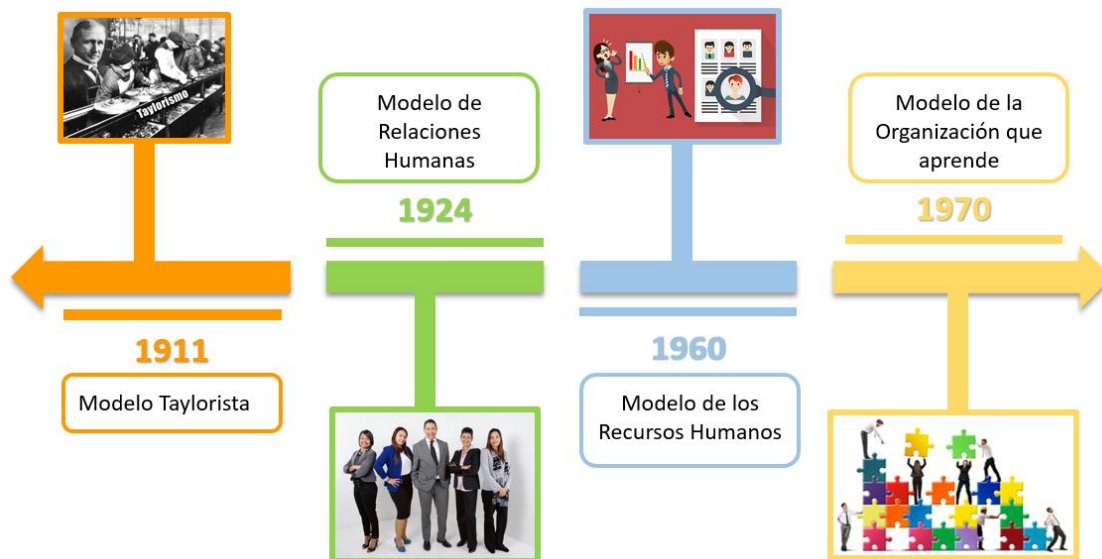 Taylorismo
1911
Modelo Taylorista
Modelo de
Relaciones
Humanas
1924
1960
Modelo de los
Recursos Humanos
Modelo de la
Organización que
aprende
1970